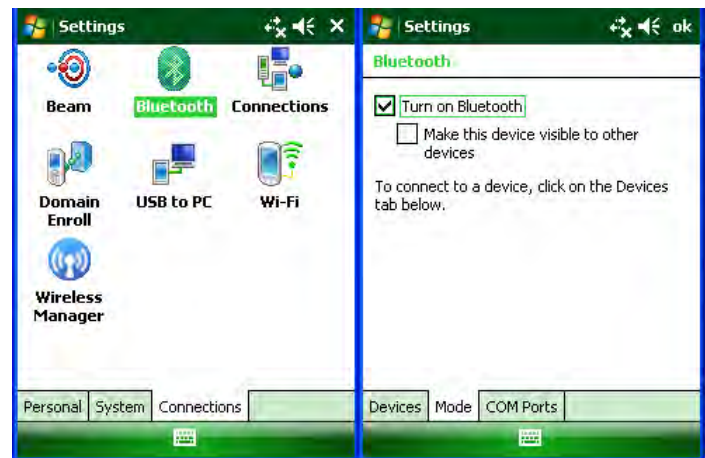 Settings
Beam Bluetooth Connections
Domain Enroll USB to PC Wi-Fi
Wireless Manager
Personal System Connections
Settings ok
Bluetooth
Turn on Bluetooth
Make this device visible to other
devices
To connect to a device, click on the Devices
tab below.
Devices Mode COM Ports